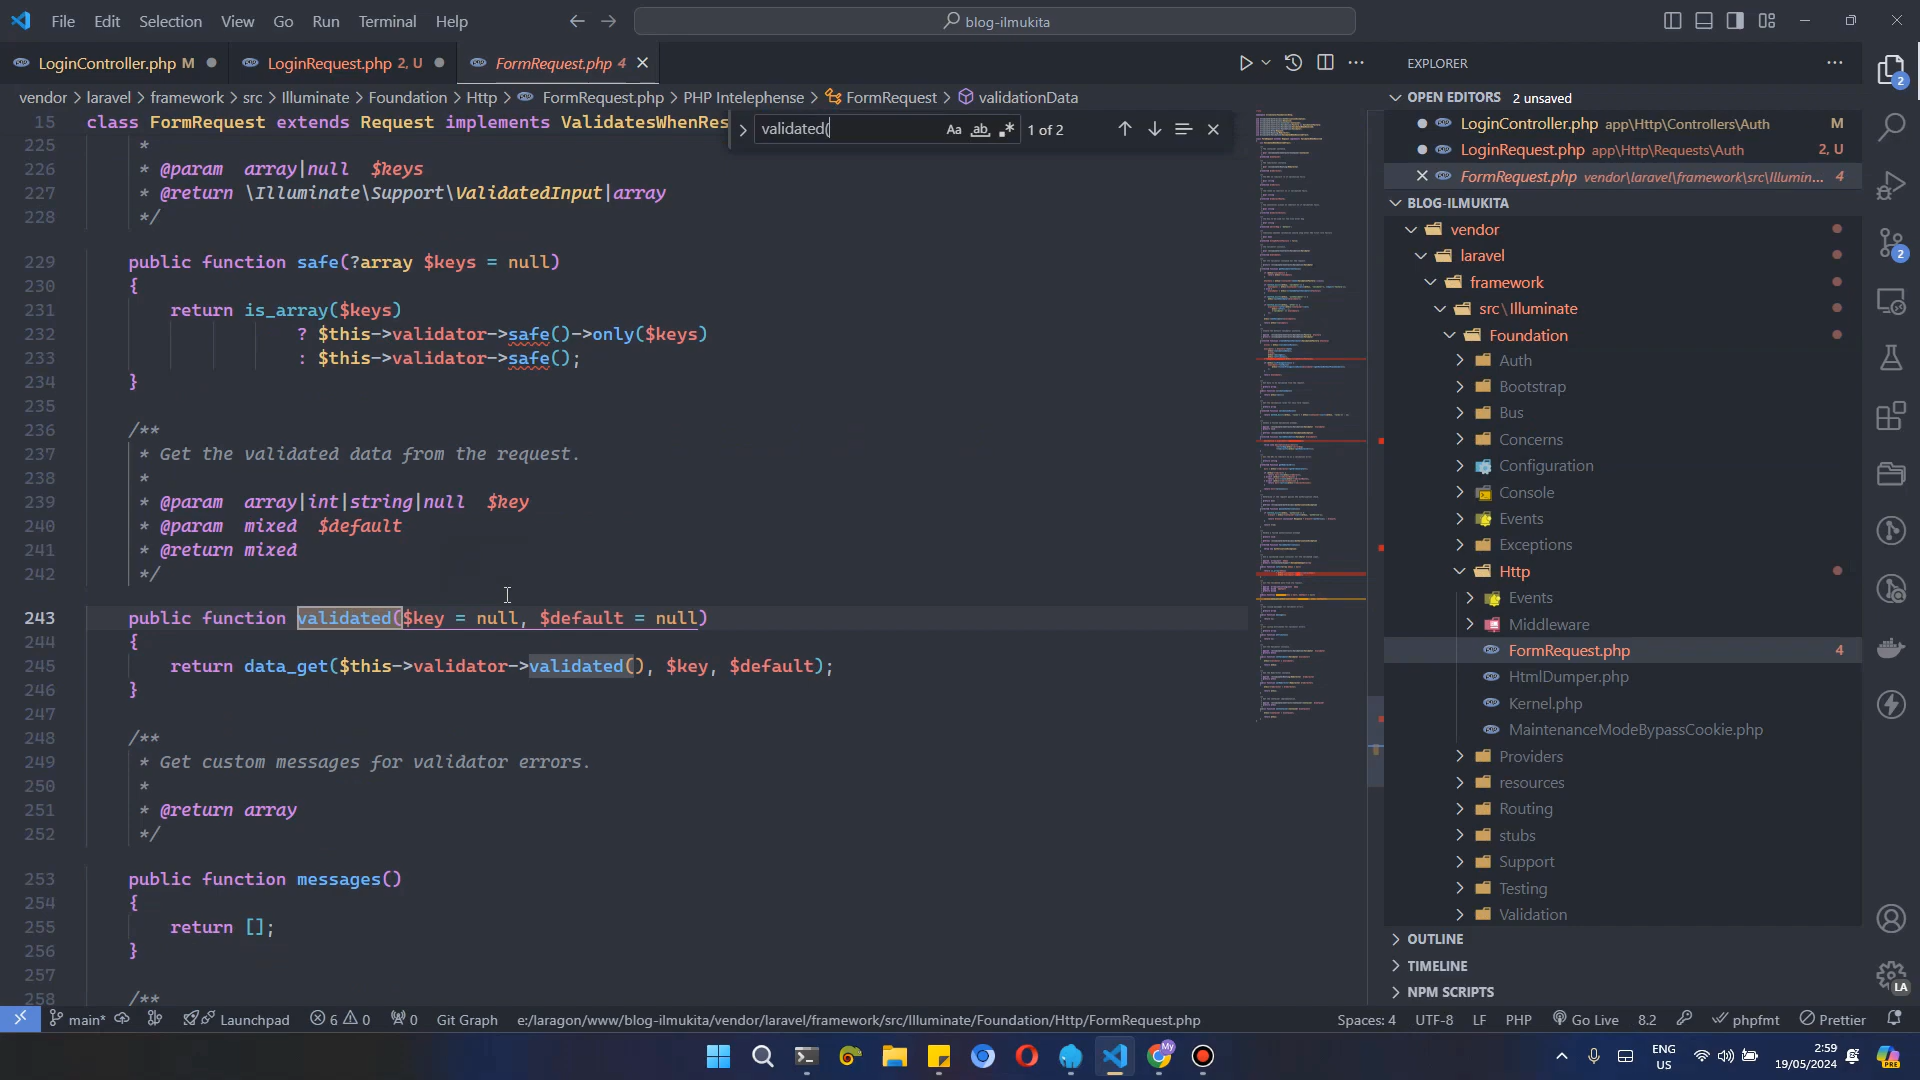 File Edit Selection View Go Run Terminal Help
blog-ilmukita
LoginController.php M
LoginRequest.php 2, U
FormRequest.php 4
EXPLORER
vendor > laravel > framework > src > Illuminate > Foundation > Http > FormRequest.php > PHP Intelephense > FormRequest > validationData
15 class FormRequest extends Request implements ValidatesWhenRes
validated(
Aa ab 1 of 2
225 *
226 * @param array|null $keys
227 * @return \Illuminate\Support\ValidatedInput|array
228 */
229 public function safe(?array $keys = null)
230 {
231 return is_array($keys)
232 ? $this->validator->safe()->only($keys)
233 : $this->validator->safe();
234 }
235
236 /**
237 * Get the validated data from the request.
238 *
239 * @param array|int|string|null $key
240 * @param mixed $default
241 * @return mixed
242 */
243 public function validated($key = null, $default = null)
244 {
245 return data_get($this->validator->validated(), $key, $default);
246 }
247
248 /**
249 * Get custom messages for validator errors.
250 *
251 * @return array
252 */
253 public function messages()
254 {
255 return [];
256 }
257
258 /**
OPEN EDITORS 2 unsaved
LoginController.php app\Http\Controllers\Auth M
LoginRequest.php app\Http\Requests\Auth 2, U
FormRequest.php vendor\laravel\framework\src\Illumin... 4
BLOG-ILMUKITA
vendor
laravel
framework
src\Illuminate
Foundation
Auth
Bootstrap
Bus
Concerns
Configuration
Console
Events
Exceptions
Http
Events
Middleware
FormRequest.php 4
HtmlDumper.php
Kernel.php
MaintenanceModeBypassCookie.php
Providers
resources
Routing
stubs
Support
Testing
Validation
OUTLINE
TIMELINE
NPM SCRIPTS
2
2
LA
main* Launchpad 6 0 0 Git Graph e:/laragon/www/blog-ilmukita/vendor/laravel/framework/src/Illuminate/Foundation/Http/FormRequest.php Spaces: 4 UTF-8 LF PHP Go Live 8.2 phpfmt Prettier
My
ENG
US
2:59
19/05/2024
PRE